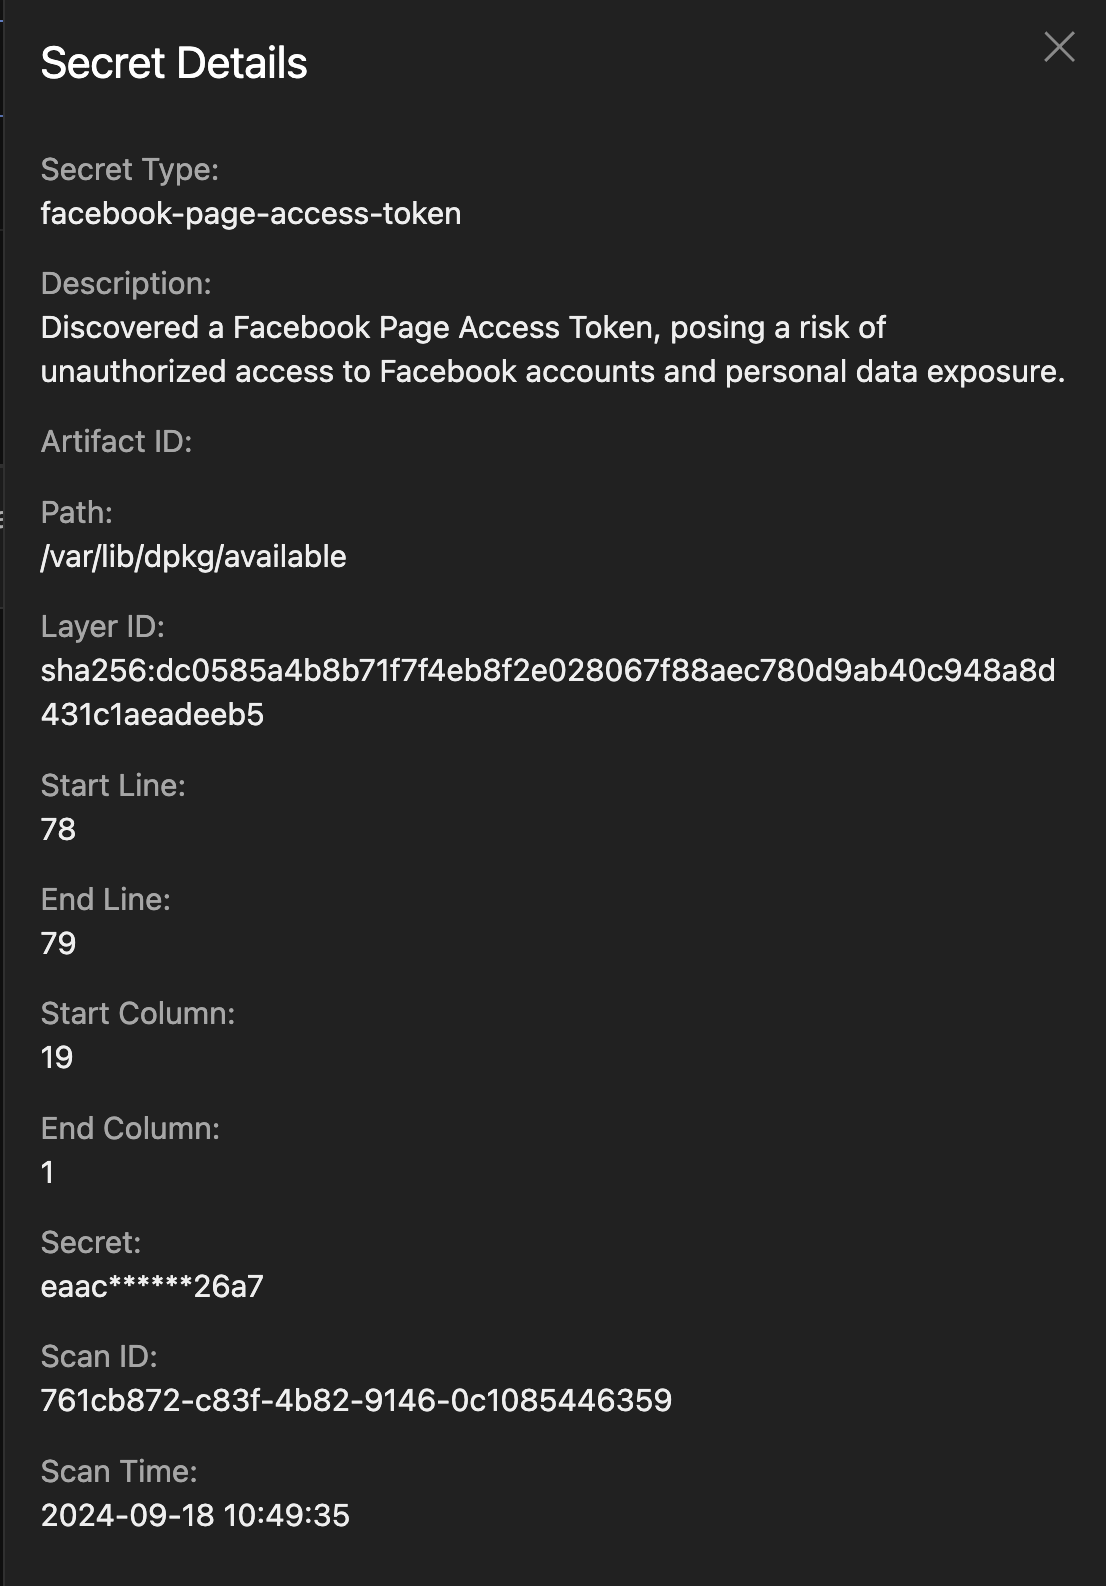 Secret Details
Secret Type:
facebook-page-access-token
Description:
Discovered a Facebook Page Access Token, posing a risk of
unauthorized access to Facebook accounts and personal data exposure.
Artifact ID:
Path:
/var/lib/dpkg/available
Layer ID:
sha256:dc0585a4b8b71f7f4eb8f2e028067f88aec780d9ab40c948a8d
431c1aeadeeb5
Start Line:
78
End Line:
79
Start Column:
19
End Column:
1
Secret:
eaac******26a7
Scan ID:
761cb872-c83f-4b82-9146-0c1085446359
Scan Time:
2024-09-18 10:49:35